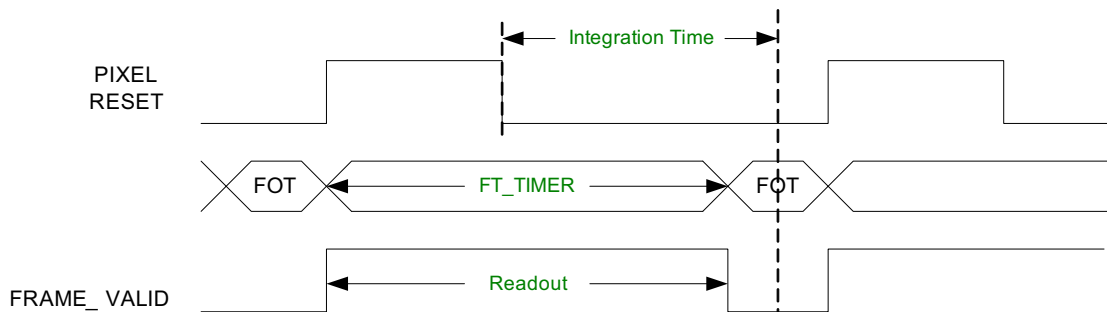 Integration Time
PIXEL
RESET
FOT
FT_TIMER
FOT
Readout
FRAME_ VALID